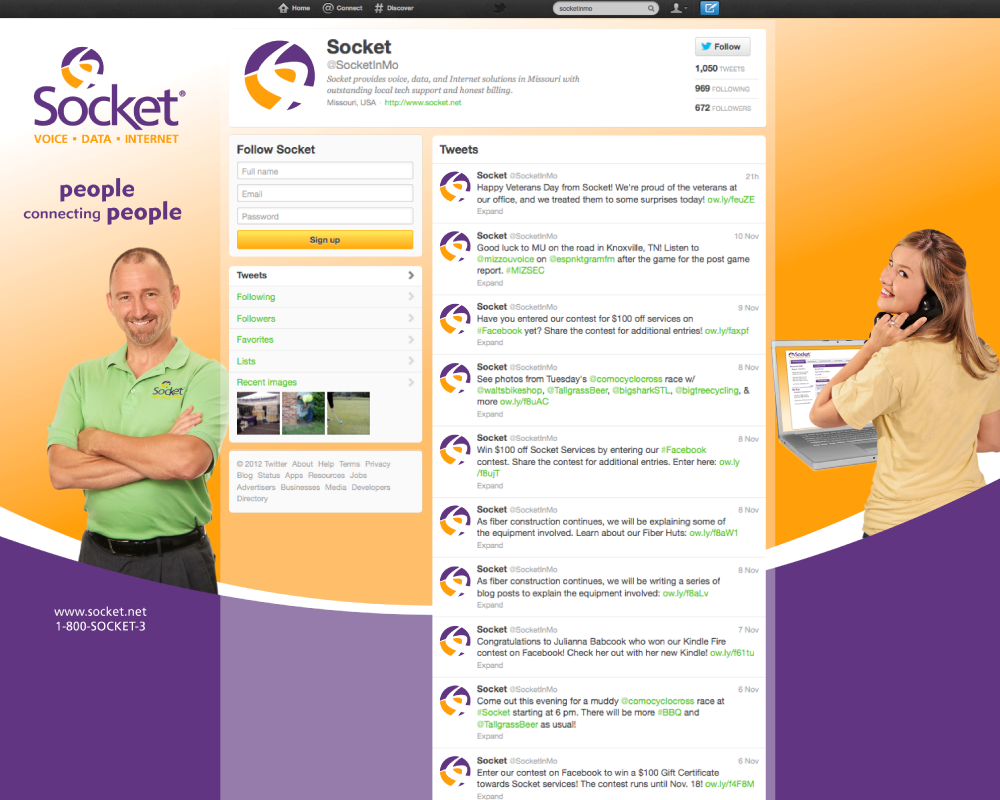 Home
Connect
Discover
socketinmo
Socket®
VOICE • DATA • INTERNET
people
connecting people
Socket
www.socket.net
1-800-SOCKET-3
Socket
@SocketInMo
Socket provides voice, data, and Internet solutions in Missouri with
outstanding local tech support and honest billing.
Missouri, USA · http://www.socket.net
Follow
1,050 TWEETS
969 FOLLOWING
672 FOLLOWERS
Follow Socket
Full name
Email
Password
Sign up
Tweets
Following
Followers
Favorites
Lists
Recent images
© 2012 Twitter About Help Terms Privacy
Blog Status Apps Resources Jobs
Advertisers Businesses Media Developers
Directory
Tweets
Socket @SocketInMo 21h
Happy Veterans Day from Socket! We're proud of the veterans at
our office, and we treated them to some surprises today! ow.ly/feuZE
Expand
Socket @SocketInMo 10 Nov
Good luck to MU on the road in Knoxville, TN! Listen to
@mizzouvoice on @espnktgramfm after the game for the post game
report. #MIZSEC
Expand
Socket @SocketInMo 9 Nov
Have you entered our contest for $100 off services on
#Facebook yet? Share the contest for additional entries! ow.ly/faxpf
Expand
Socket @SocketInMo 8 Nov
See photos from Tuesday's @comocyclocross race w/
@waltsbikeshop, @TallgrassBeer, @bigsharkSTL, @bigtreecycling, &
more ow.ly/f8uAC
Expand
Socket @SocketInMo 8 Nov
Win $100 off Socket Services by entering our #Facebook
contest. Share the contest for additional entries. Enter here: ow.ly
/f8ujT
Expand
Socket @SocketInMo 8 Nov
As fiber construction continues, we will be explaining some of
the equipment involved. Learn about our Fiber Huts: ow.ly/f8aW1
Expand
Socket @SocketInMo 8 Nov
As fiber construction continues, we will be writing a series of
blog posts to explain the equipment involved: ow.ly/f8aLv
Expand
Socket @SocketInMo 7 Nov
Congratulations to Julianna Babcook who won our Kindle Fire
contest on Facebook! Check her out with her new Kindle! ow.ly/f61tu
Expand
Socket @SocketInMo 6 Nov
Come out this evening for a muddy @comocyclocross race at
#Socket starting at 6 pm. There will be more #BBQ and
@TallgrassBeer as usual!
Expand
Socket @SocketInMo 6 Nov
Enter our contest on Facebook to win a $100 Gift Certificate
towards Socket services! The contest runs until Nov. 18! ow.ly/f4F8M
Expand
Socket